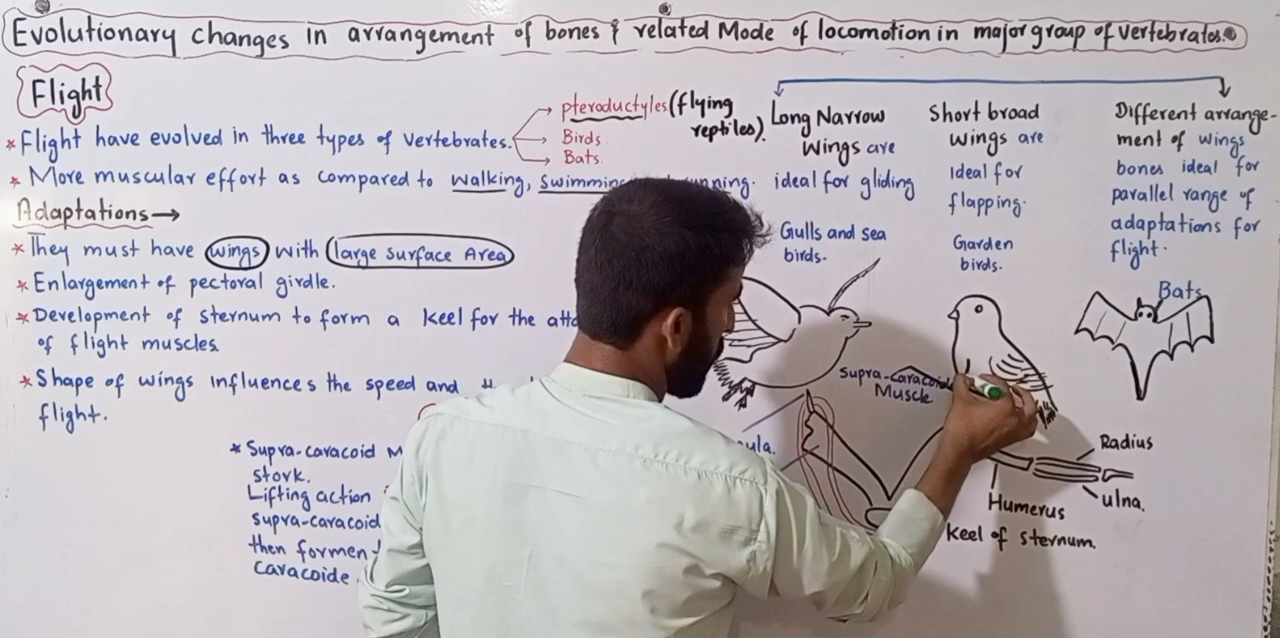 Evolutionary changes in arrangement of bones & related Mode of locomotion in major group of vertebrates.
Flight
* Flight have evolved in three types of vertebrates.
pteroductyles (flying
reptiles).
Birds.
Bats.
* More muscular effort as compared to walking, swimming
Adaptations→
* They must have wings with large surface Area
* Enlargement of pectoral girdle.
* Development of sternum to form a keel for the
of flight muscles.
* Shape of wings influences the speed and
flight.
* Supra-caracoid
stork.
Lifting action
supra-caracoid
then
caracoide
Long Narrow
wings are
ideal for gliding
Gulls and sea
birds.
Short broad
wings are
Ideal for
flapping.
Garden
birds.
Different arrange-
ment of wings
bones ideal for
parallel range of
adaptations for
flight.
Bats
Supra-caracoid
Muscle
Radius
ulna.
Humerus
keel of sternum.